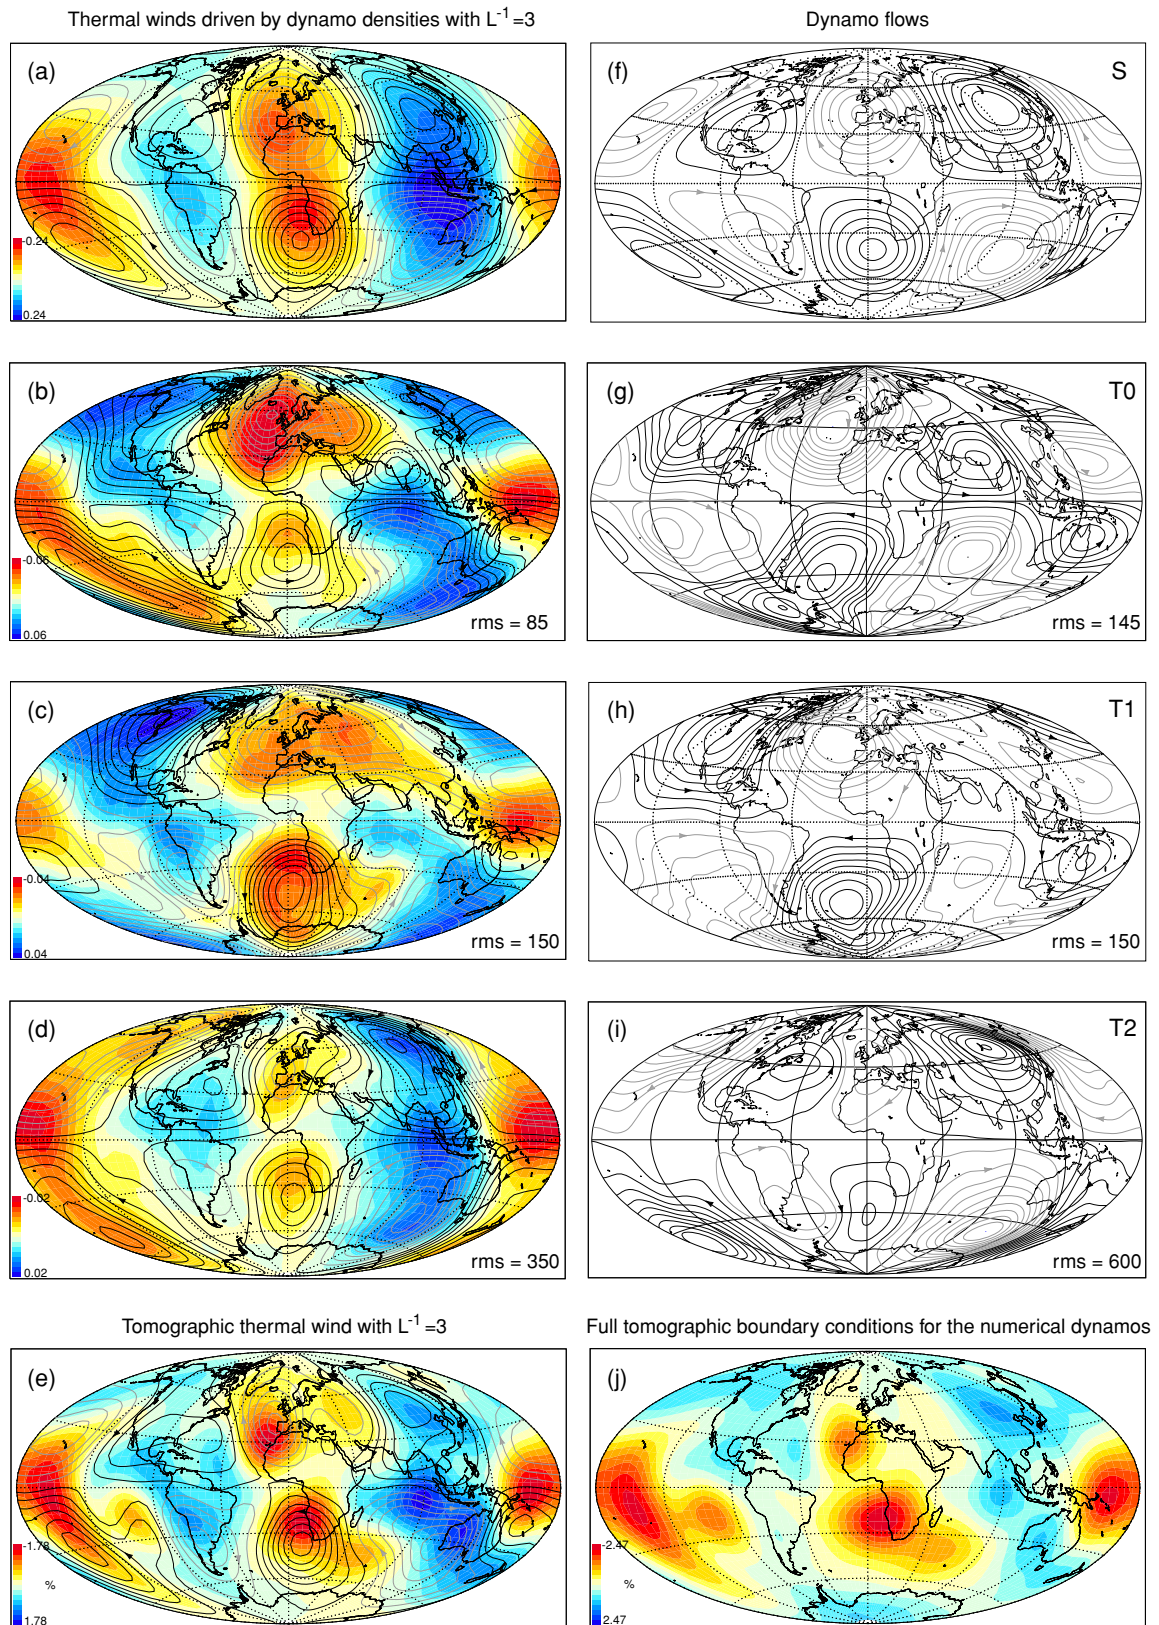 Thermal winds driven by dynamo densities with L⁻¹=3
Dynamo flows
(a)
-0.24
0.24
(f)
S
(b)
-0.06
0.06
rms = 85
(g)
T0
rms = 145
(c)
-0.04
0.04
rms = 150
(h)
T1
rms = 150
(d)
-0.02
0.02
rms = 350
(i)
T2
rms = 600
Tomographic thermal wind with L⁻¹=3
Full tomographic boundary conditions for the numerical dynamos
(e)
-1.78
%
1.78
(j)
-2.47
%
2.47